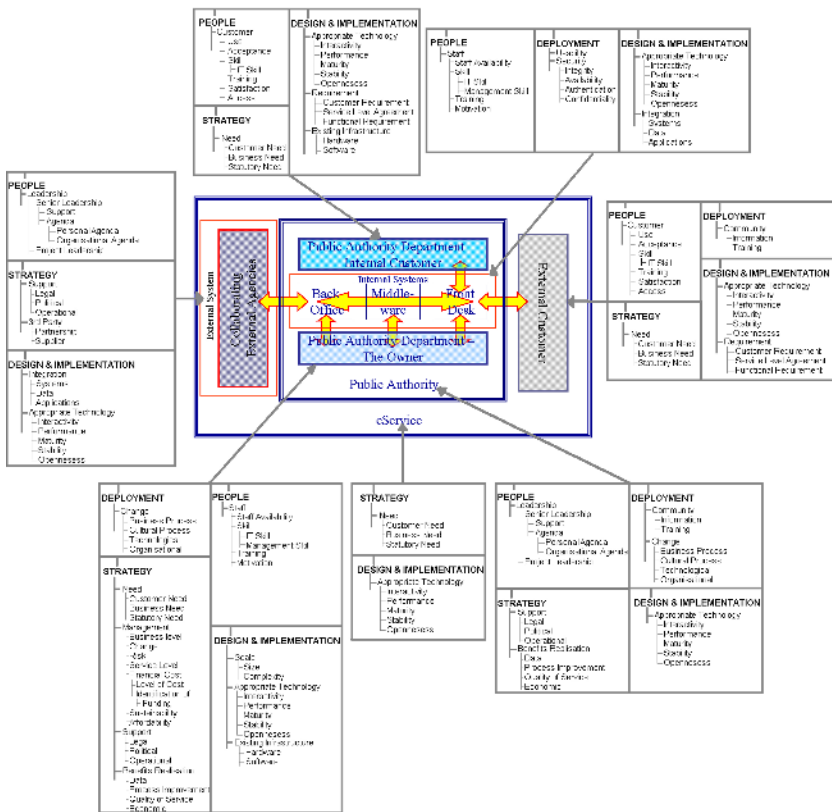 PEOPLE
Customer
Use
Acceptance
Skill
IT Skill
Training
Satisfaction
Access
STRATEGY
Need
Customer Need
Business Need
Statutory Need
DESIGN & IMPLEMENTATION
Appropriate Technology
Interactivity
Performance
Maturity
Stability
Opennesess
Requirement
Customer Requirement
Service Level Agreement
Functional Requirement
Existing Infrastructure
Hardware
Software
PEOPLE
Staff
Staff Availability
Skill
IT Skill
Management Skill
Training
Motivation
DEPLOYMENT
Usability
Security
Integrity
Availability
Authentication
Confidentiality
DESIGN & IMPLEMENTATION
Appropriate Technology
Interactivity
Performance
Maturity
Stability
Opennesess
Integration
Systems
Data
Applications
PEOPLE
Leadership
Senior Leadership
Support
Agenda
Personal Agenda
Organisational Agenda
Project Leadership
STRATEGY
Support
Legal
Political
Operational
3rd Party
Partnership
Supplier
DESIGN & IMPLEMENTATION
Integration
Systems
Data
Applications
Appropriate Technology
Interactivity
Performance
Maturity
Stability
Opennesess
External System
Collaborating
External Agencies
Public Authority Department -
Internal Customer
Internal Systems
Back
Office
Middle-
ware
Front
Desk
Public Authority Department -
The Owner
Public Authority
eService
External Customer
PEOPLE
Customer
Use
Acceptance
Skill
IT Skill
Training
Satisfaction
Access
STRATEGY
Need
Customer Need
Business Need
Statutory Need
DEPLOYMENT
Community
Information
Training
DESIGN & IMPLEMENTATION
Appropriate Technology
Interactivity
Performance
Maturity
Stability
Opennesess
Requirement
Customer Requirement
Service Level Agreement
Functional Requirement
DEPLOYMENT
Change
Business Process
Cultural Process
Technological
Organisational
STRATEGY
Need
Customer Need
Business Need
Statutory Need
Management
Business level
Change
Risk
Service Level
Financial Cost
Level of Cost
Identification of
Funding
Sustainability
Affordability
Support
Legal
Political
Operational
Benefits Realisation
Data
Process Improvement
Quality of Service
Economic
PEOPLE
Staff
Staff Availability
Skill
IT Skill
Management Skill
Training
Motivation
DESIGN & IMPLEMENTATION
Scale
Size
Complexity
Appropriate Technology
Interactivity
Performance
Maturity
Stability
Opennesess
Existing Infrastructure
Hardware
Software
STRATEGY
Need
Customer Need
Business Need
Statutory Need
DESIGN & IMPLEMENTATION
Appropriate Technology
Interactivity
Performance
Maturity
Stability
Opennesess
PEOPLE
Leadership
Senior Leadership
Support
Agenda
Personal Agenda
Organisational Agenda
Project Leadership
STRATEGY
Support
Legal
Political
Operational
Benefits Realisation
Data
Process Improvement
Quality of Service
Economic
DEPLOYMENT
Community
Information
Training
Change
Business Process
Cultural Process
Technological
Organisational
DESIGN & IMPLEMENTATION
Appropriate Technology
Interactivity
Performance
Maturity
Stability
Opennesess